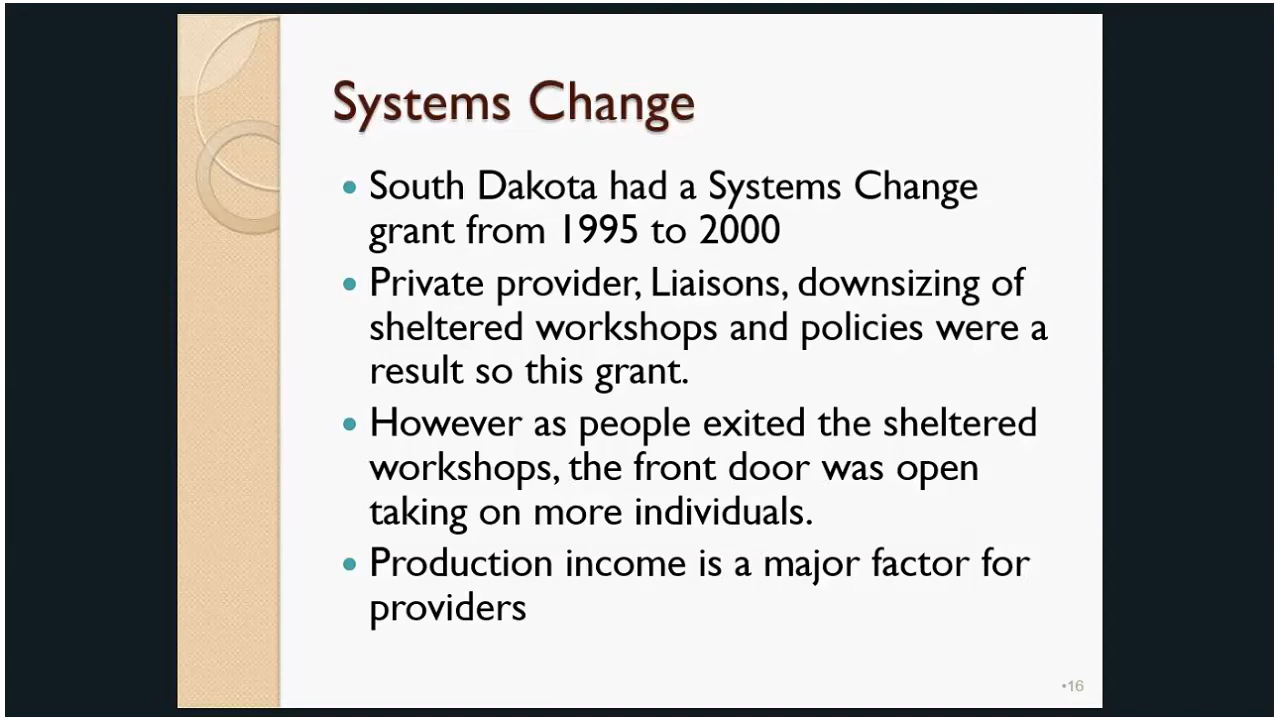 Systems Change
• South Dakota had a Systems Change
grant from 1995 to 2000
• Private provider, Liaisons, downsizing of
sheltered workshops and policies were a
result so this grant.
• However as people exited the sheltered
workshops, the front door was open
taking on more individuals.
• Production income is a major factor for
providers
•16